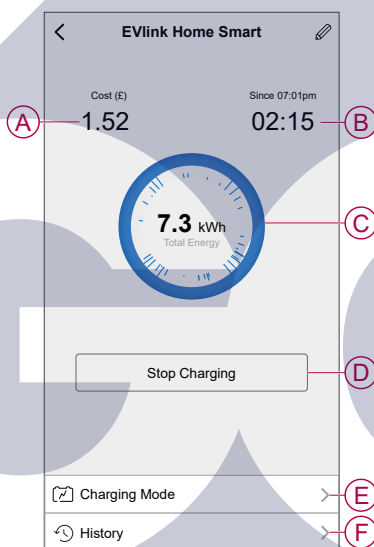 EVlink Home Smart
Cost (£) Since 07:01pm
A 1.52 02:15 B
7.3 kWh C
Total Energy
Stop Charging D
Charging Mode E
History F